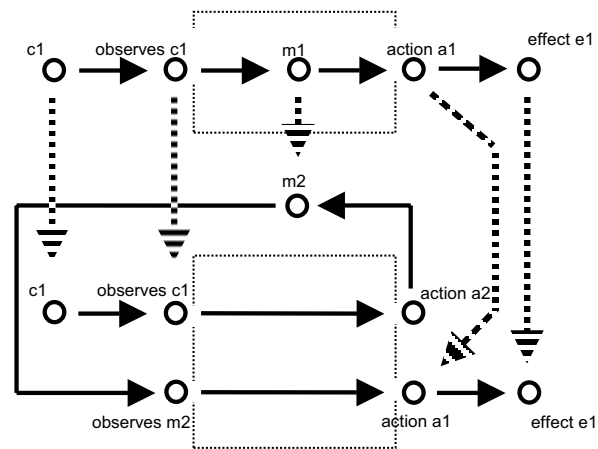 c1
observes c1
m1
action a1
effect e1
m2
c1
observes c1
action a2
observes m2
action a1
effect e1